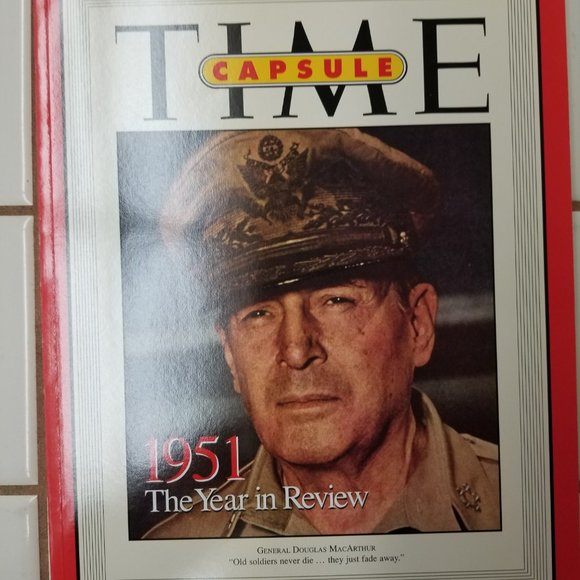 TIME
CAPSULE
1951
The Year in Review
General Douglas MacArthur
“Old soldiers never die ... they just fade away.”